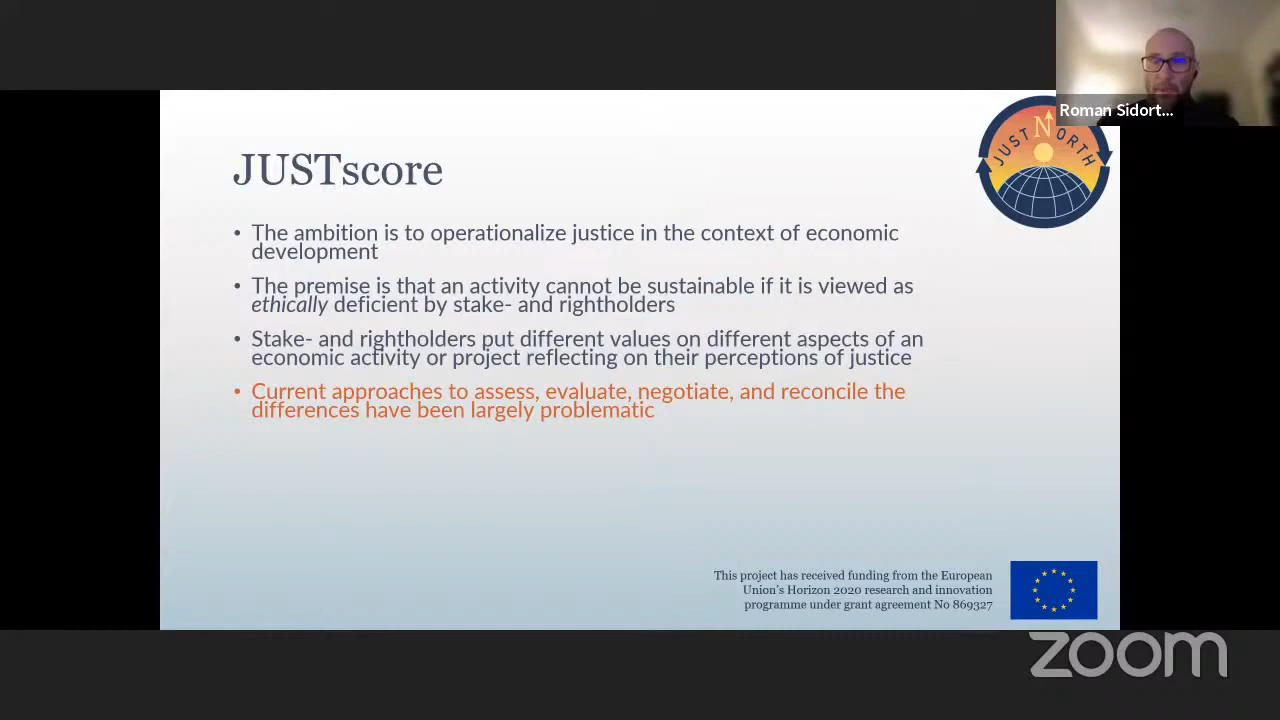 Roman Sidort...
JUST NORTH
JUSTscore
• The ambition is to operationalize justice in the context of economic
development
• The premise is that an activity cannot be sustainable if it is viewed as
ethically deficient by stake- and rightholders
• Stake- and rightholders put different values on different aspects of an
economic activity or project reflecting on their perceptions of justice
• Current approaches to assess, evaluate, negotiate, and reconcile the
differences have been largely problematic
This project has received funding from the European
Union's Horizon 2020 research and innovation
programme under grant agreement No 869327
zoom